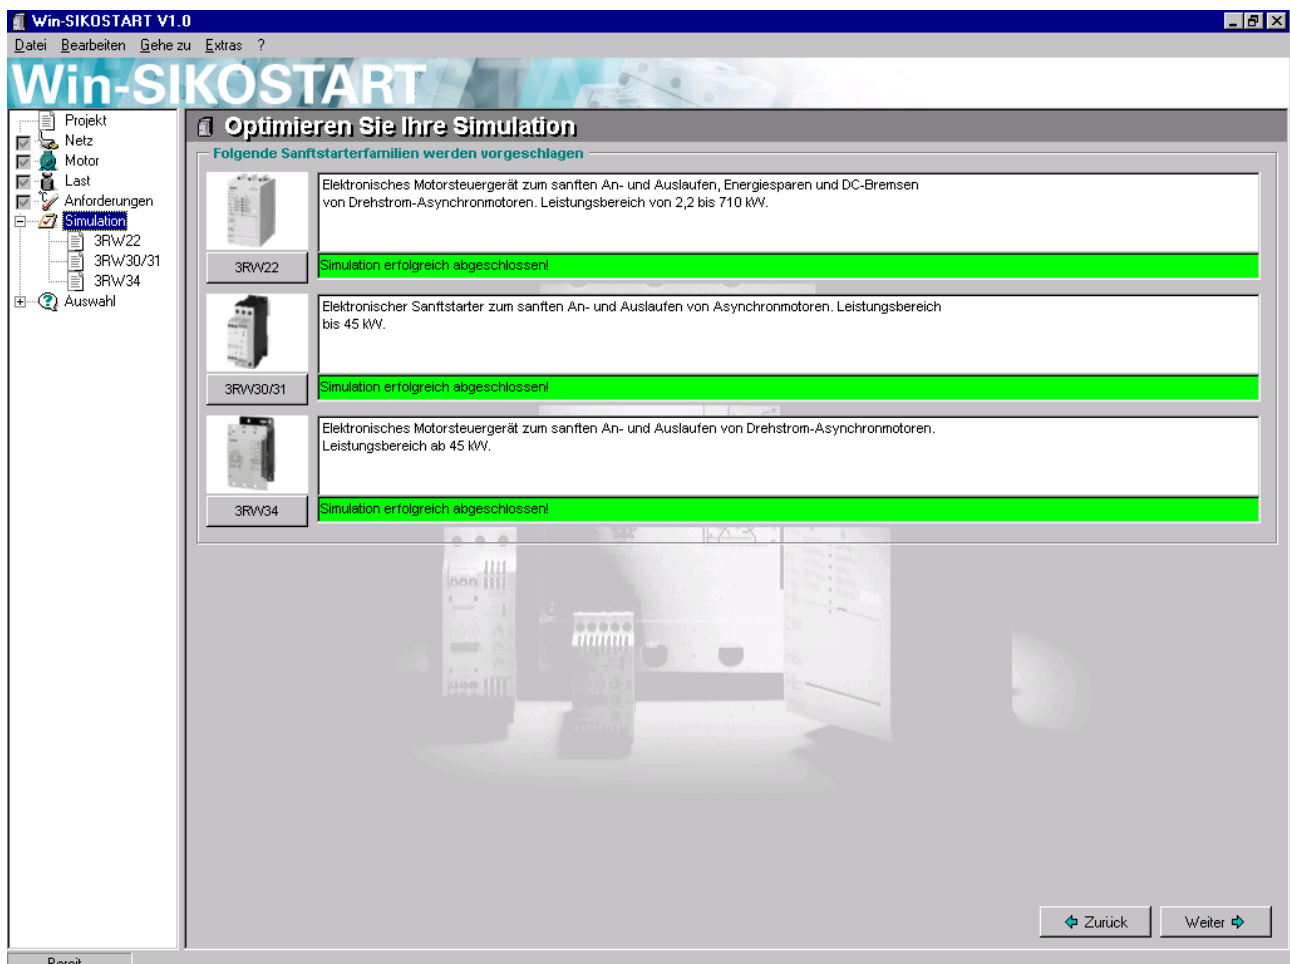 Win-SIKOSTART V1.0
Datei Bearbeiten Gehe zu Extras ?
Win-SIKOSTART
Projekt
Netz
Motor
Last
Anforderungen
Simulation
3RW22
3RW30/31
3RW34
Auswahl
Optimieren Sie Ihre Simulation
Folgende Sanftstarterfamilien werden vorgeschlagen
Elektronisches Motorsteuergerät zum sanften An- und Auslaufen, Energiesparen und DC-Bremsen
von Drehstrom-Asynchronmotoren. Leistungsbereich von 2,2 bis 710 kW.
3RW22
Simulation erfolgreich abgeschlossen!
Elektronischer Sanftstarter zum sanften An- und Auslaufen von Asynchronmotoren. Leistungsbereich
bis 45 kW.
3RW30/31
Simulation erfolgreich abgeschlossen!
Elektronisches Motorsteuergerät zum sanften An- und Auslaufen von Drehstrom-Asynchronmotoren.
Leistungsbereich ab 45 kW.
3RW34
Simulation erfolgreich abgeschlossen!
Zurück
Weiter
Bereit